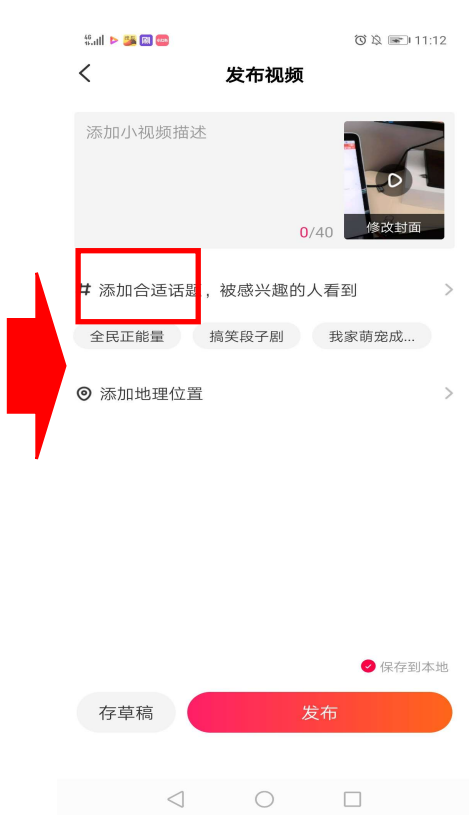 11:12
发布视频
添加小视频描述
0/40
修改封面
# 添加合适话题，被感兴趣的人看到
全民正能量 搞笑段子剧 我家萌宠成...
添加地理位置
保存到本地
存草稿 发布